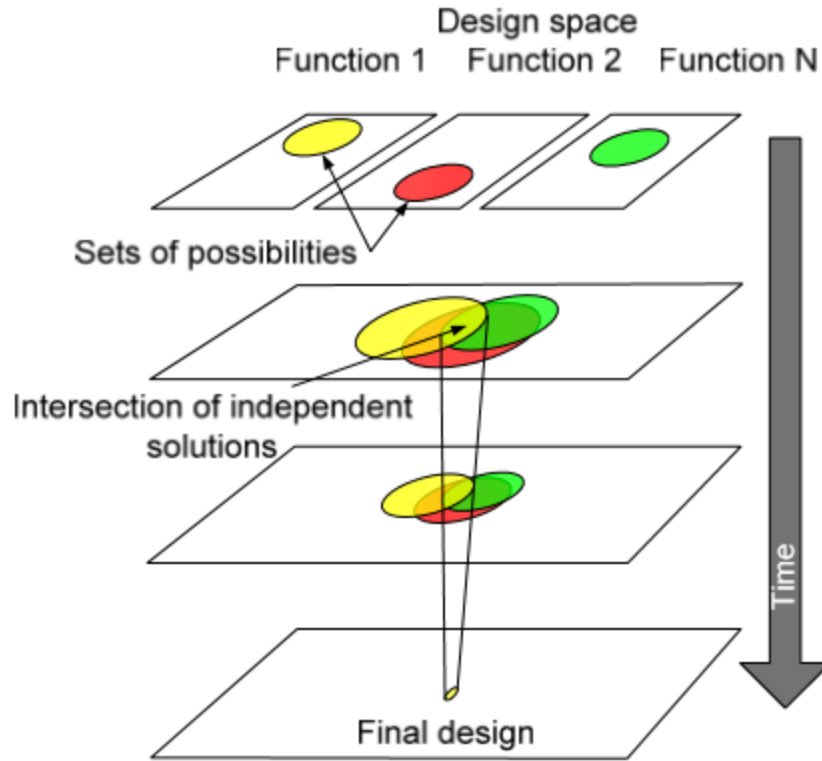 Design space
Function 1 Function 2 Function N
Sets of possibilities
Intersection of independent
solutions
Time
Final design